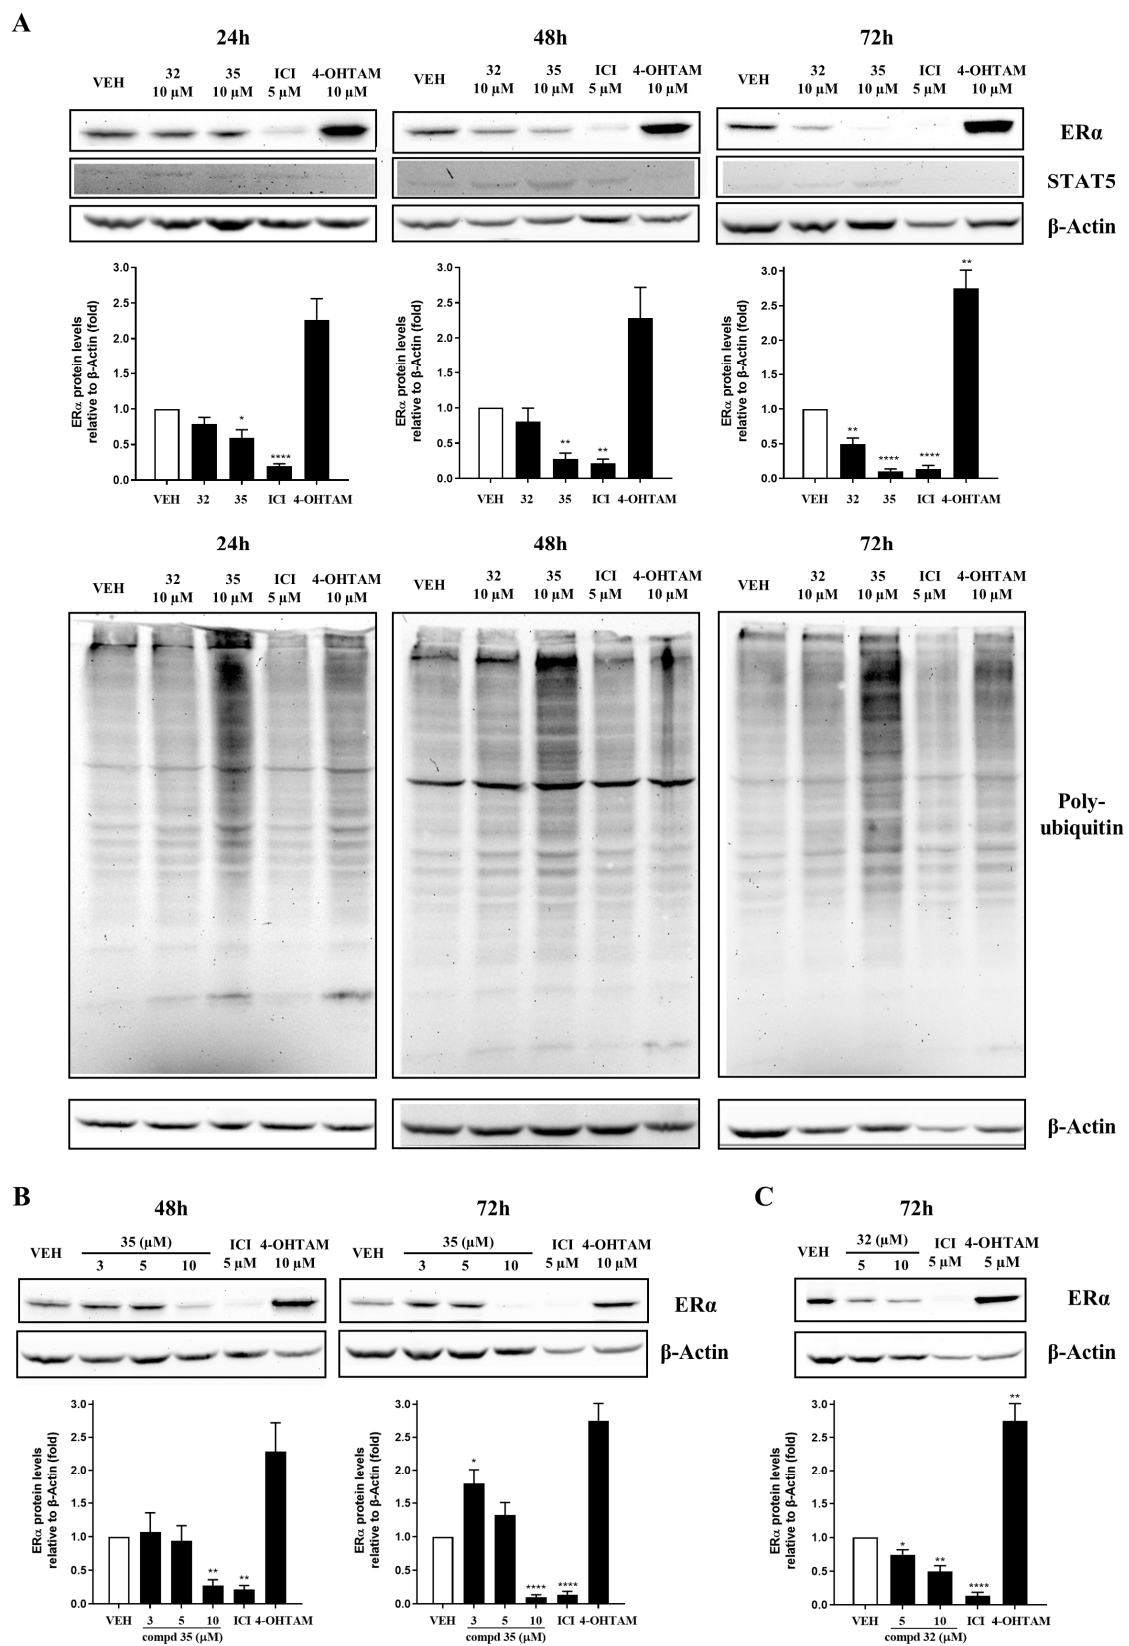 A
24h 48h 72h
VEH 32 10 µM 35 10 µM ICI 5 µM 4-OHTAM 10 µM
VEH 32 10 µM 35 10 µM ICI 5 µM 4-OHTAM 10 µM
VEH 32 10 µM 35 10 µM ICI 5 µM 4-OHTAM 10 µM
ERα
STAT5
β-Actin
ERα protein levels
relative to β-Actin (fold)
3.0
2.5
2.0
1.5
1.0
0.5
0.0
* ****
VEH 32 35 ICI 4-OHTAM
ERα protein levels
relative to β-Actin (fold)
3.0
2.5
2.0
1.5
1.0
0.5
0.0
** **
VEH 32 35 ICI 4-OHTAM
ERα protein levels
relative to β-Actin (fold)
3.0
2.5
2.0
1.5
1.0
0.5
0.0
** **** **** **
VEH 32 35 ICI 4-OHTAM
24h 48h 72h
VEH 32 10 µM 35 10 µM ICI 5 µM 4-OHTAM 10 µM
VEH 32 10 µM 35 10 µM ICI 5 µM 4-OHTAM 10 µM
VEH 32 10 µM 35 10 µM ICI 5 µM 4-OHTAM 10 µM
Poly-
ubiquitin
β-Actin
B
48h 72h
VEH 35 (µM) 3 5 10 ICI 5 µM 4-OHTAM 10 µM
VEH 35 (µM) 3 5 10 ICI 5 µM 4-OHTAM 10 µM
ERα
β-Actin
ERα protein levels
relative to β-Actin (fold)
3.0
2.5
2.0
1.5
1.0
0.5
0.0
** **
VEH 3 5 10 ICI 4-OHTAM
compd 35 (µM)
ERα protein levels
relative to β-Actin (fold)
3.0
2.5
2.0
1.5
1.0
0.5
0.0
* **** ****
VEH 3 5 10 ICI 4-OHTAM
compd 35 (µM)
C
72h
VEH 32 (µM) 5 10 ICI 5 µM 4-OHTAM 5 µM
ERα
β-Actin
ERα protein levels
relative to β-Actin (fold)
3.0
2.5
2.0
1.5
1.0
0.5
0.0
* ** **** **
VEH 5 10 ICI 4-OHTAM
compd 32 (µM)